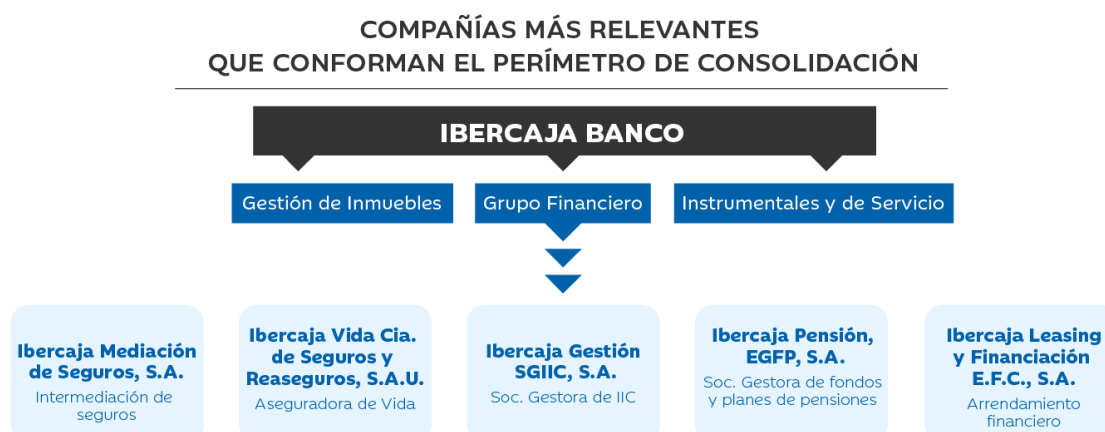 COMPAÑÍAS MÁS RELEVANTES
QUE CONFORMAN EL PERÍMETRO DE CONSOLIDACIÓN
IBERCAJA BANCO
Gestión de Inmuebles
Grupo Financiero
Instrumentales y de Servicio
Ibercaja Mediación
de Seguros, S.A.
Intermediación de
seguros
Ibercaja Vida Cia.
de Seguros y
Reaseguros, S.A.U.
Aseguradora de Vida
Ibercaja Gestión
SGIIC, S.A.
Soc. Gestora de IIC
Ibercaja Pensión,
EGFP, S.A.
Soc. Gestora de fondos
y planes de pensiones
Ibercaja Leasing
y Financiación
E.F.C., S.A.
Arrendamiento
financiero